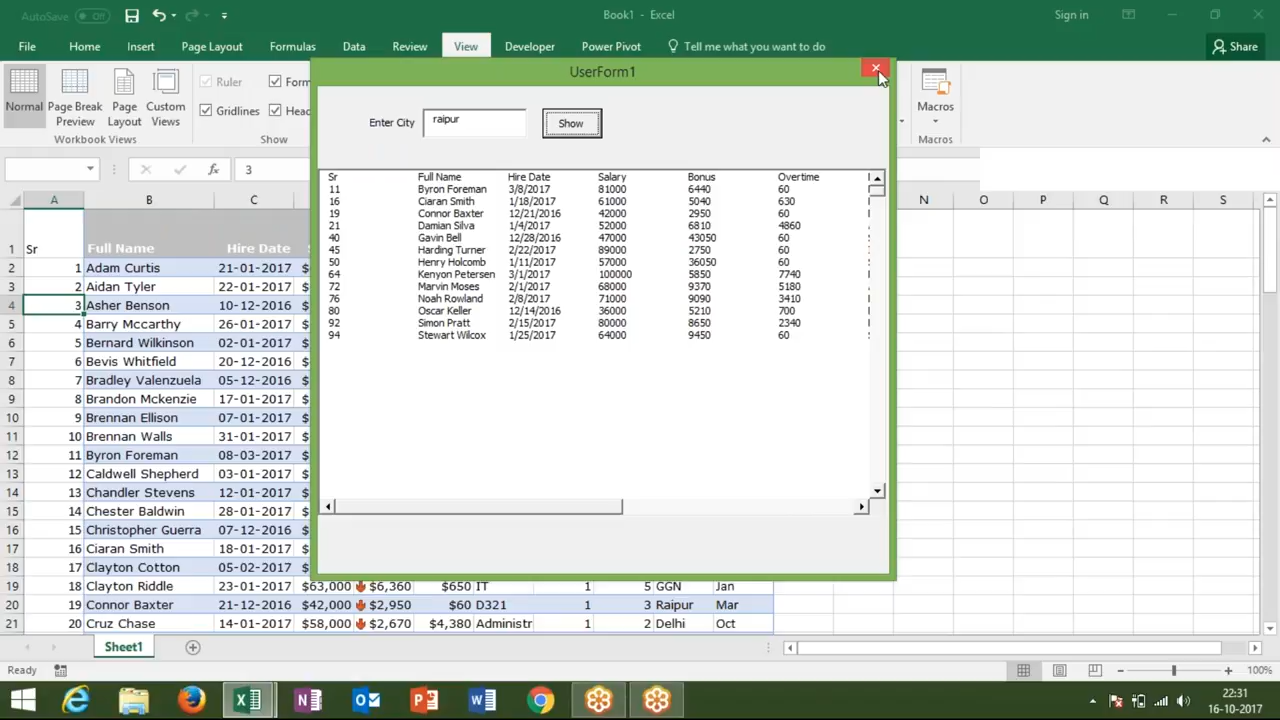 AutoSave Off Book1 - Excel Sign in
File Home Insert Page Layout Formulas Data Review View Developer Power Pivot Tell me what you want to do Share
Normal Page Break Preview Page Layout Custom Views
Ruler
Gridlines
Workbook Views
Show
Macros
Macros
UserForm1
Enter City raipur Show
Sr Full Name Hire Date Salary Bonus Overtime
11 Byron Foreman 3/8/2017 81000 6440 60
16 Ciaran Smith 1/18/2017 61000 5040 630
19 Connor Baxter 12/21/2016 42000 2950 60
21 Damian Silva 1/4/2017 52000 6810 4860
40 Gavin Bell 12/28/2016 47000 43050 60
45 Harding Turner 2/22/2017 89000 2750 60
50 Henry Holcomb 1/11/2017 57000 36050 60
64 Kenyon Petersen 3/1/2017 100000 5850 7740
72 Marvin Moses 2/1/2017 68000 9370 5180
76 Noah Rowland 2/8/2017 71000 9090 3410
80 Oscar Keller 12/14/2016 36000 5210 700
92 Simon Pratt 2/15/2017 80000 8650 2340
94 Stewart Wilcox 1/25/2017 64000 9450 60
fx 3
A B C N O P Q R S
1 Sr Full Name Hire Date
2 1 Adam Curtis 21-01-2017
3 2 Aidan Tyler 22-01-2017
4 3 Asher Benson 10-12-2016
5 4 Barry Mccarthy 26-01-2017
6 5 Bernard Wilkinson 02-01-2017
7 6 Bevis Whitfield 20-12-2016
8 7 Bradley Valenzuela 05-12-2016
9 8 Brandon Mckenzie 17-01-2017
10 9 Brennan Ellison 07-01-2017
11 10 Brennan Walls 31-01-2017
12 11 Byron Foreman 08-03-2017
13 12 Caldwell Shepherd 03-01-2017
14 13 Chandler Stevens 12-01-2017
15 14 Chester Baldwin 28-01-2017
16 15 Christopher Guerra 07-12-2016
17 16 Ciaran Smith 18-01-2017
18 17 Clayton Cotton 05-02-2017
19 18 Clayton Riddle 23-01-2017 $63,000 $6,360 $650 IT 1 5 GGN Jan
20 19 Connor Baxter 21-12-2016 $42,000 $2,950 $60 D321 1 3 Raipur Mar
21 20 Cruz Chase 14-01-2017 $58,000 $2,670 $4,380 Administr 1 2 Delhi Oct
Sheet1
Ready 100%
22:31
16-10-2017